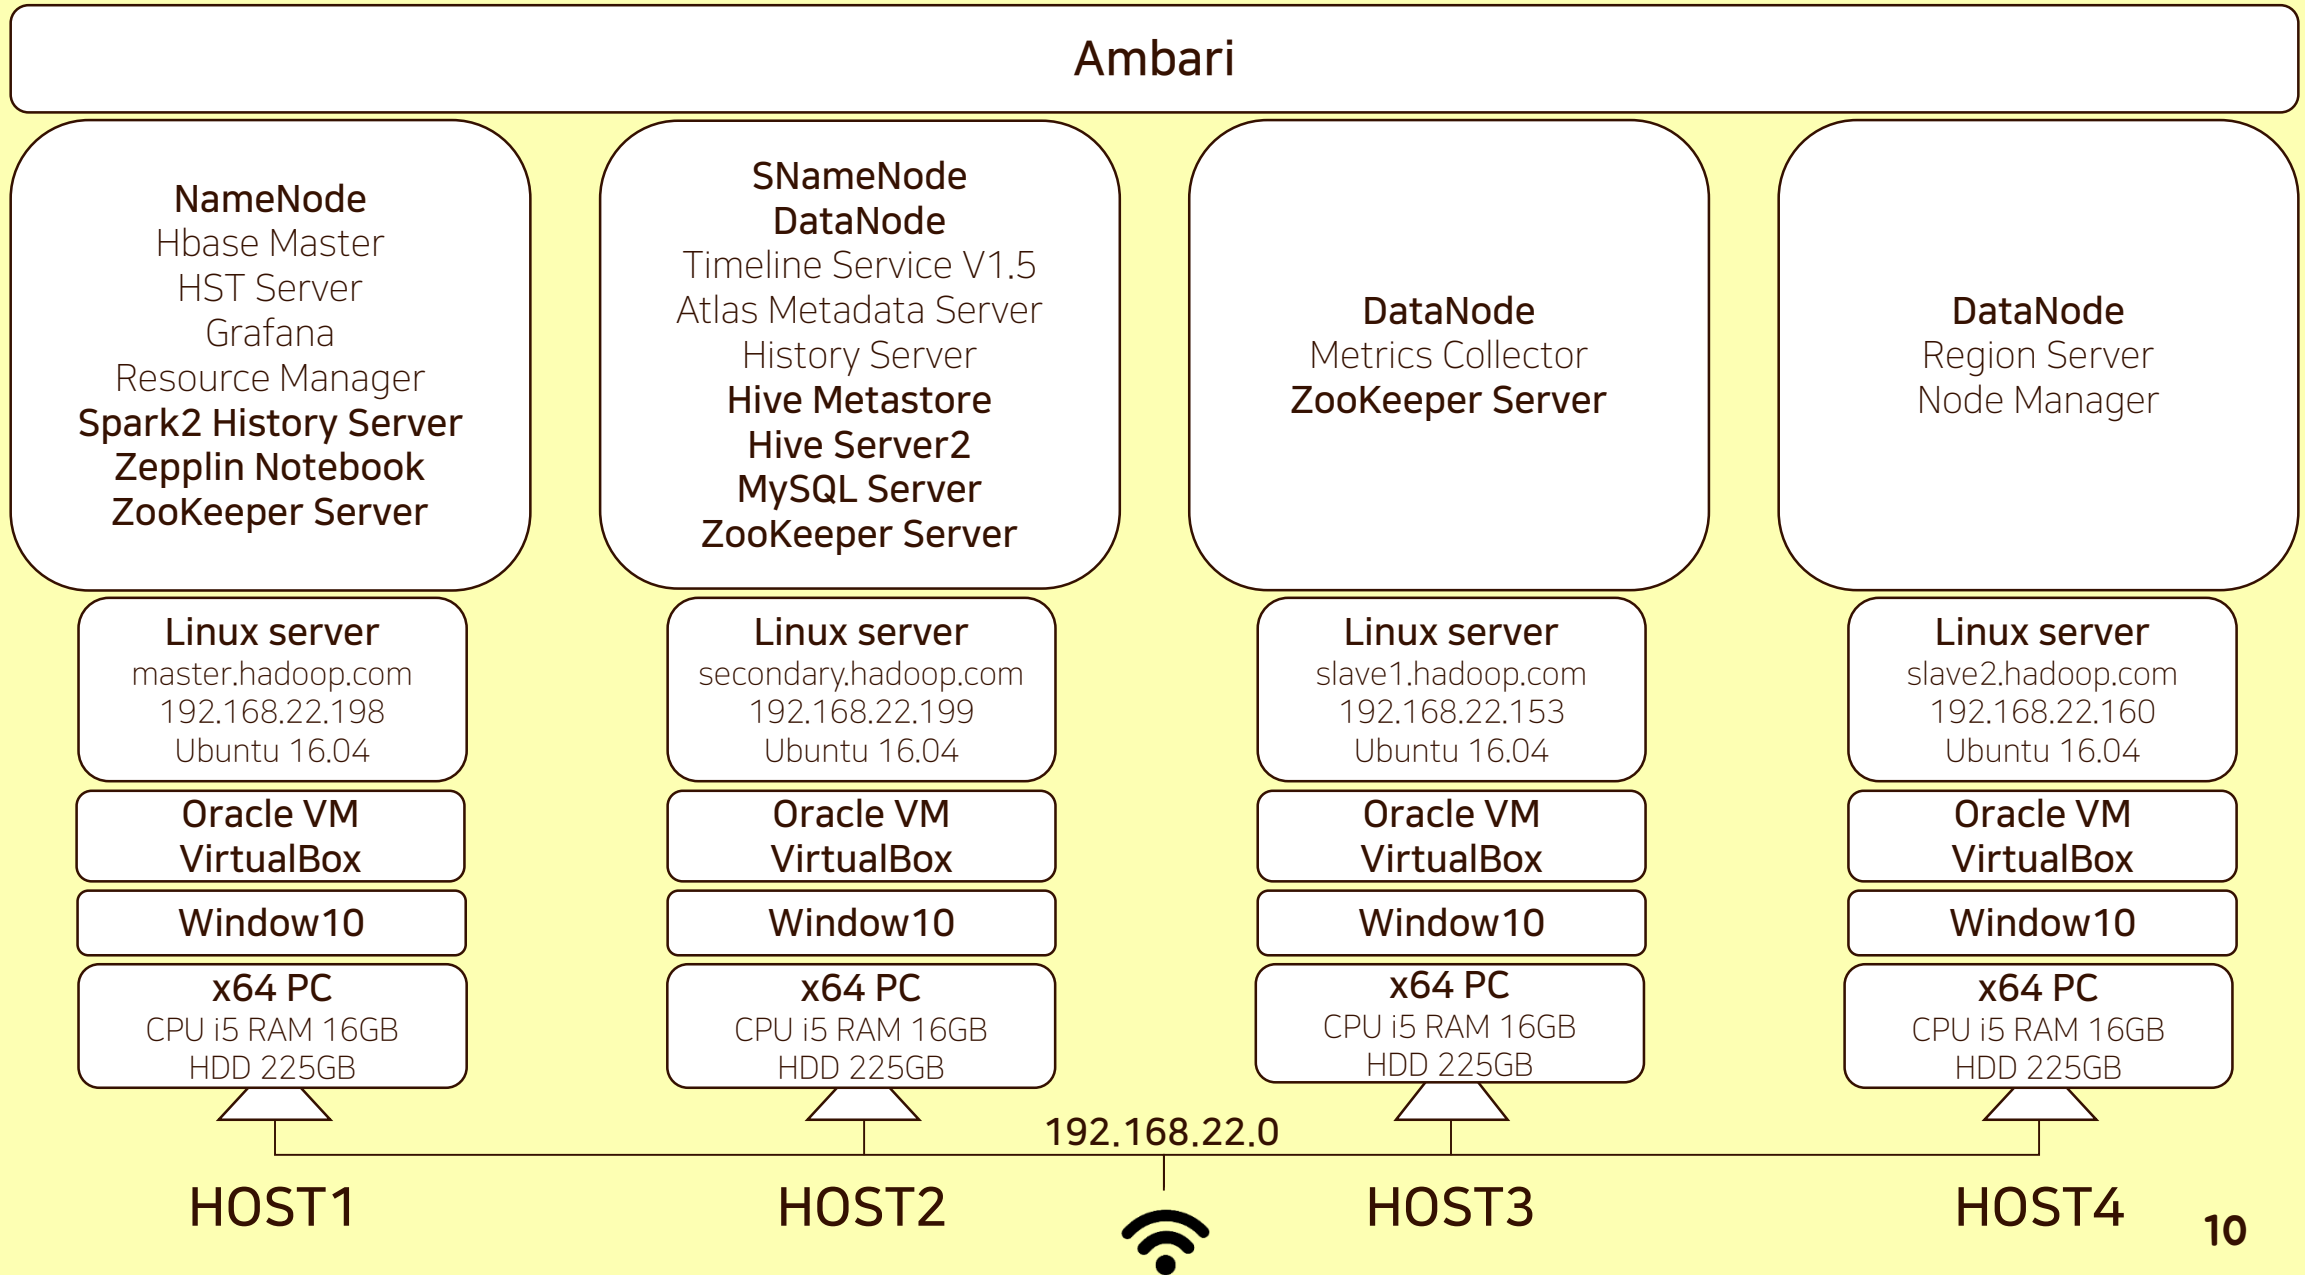 Ambari
NameNode
Hbase Master
HST Server
Grafana
Resource Manager
Spark2 History Server
Zepplin Notebook
ZooKeeper Server
SNameNode
DataNode
Timeline Service V1.5
Atlas Metadata Server
History Server
Hive Metastore
Hive Server2
MySQL Server
ZooKeeper Server
DataNode
Metrics Collector
ZooKeeper Server
DataNode
Region Server
Node Manager
Linux server
master.hadoop.com
192.168.22.198
Ubuntu 16.04
Linux server
secondary.hadoop.com
192.168.22.199
Ubuntu 16.04
Linux server
slave1.hadoop.com
192.168.22.153
Ubuntu 16.04
Linux server
slave2.hadoop.com
192.168.22.160
Ubuntu 16.04
Oracle VM
VirtualBox
Oracle VM
VirtualBox
Oracle VM
VirtualBox
Oracle VM
VirtualBox
Window10
Window10
Window10
Window10
x64 PC
CPU i5 RAM 16GB
HDD 225GB
x64 PC
CPU i5 RAM 16GB
HDD 225GB
x64 PC
CPU i5 RAM 16GB
HDD 225GB
x64 PC
CPU i5 RAM 16GB
HDD 225GB
192.168.22.0
HOST1
HOST2
HOST3
HOST4
10